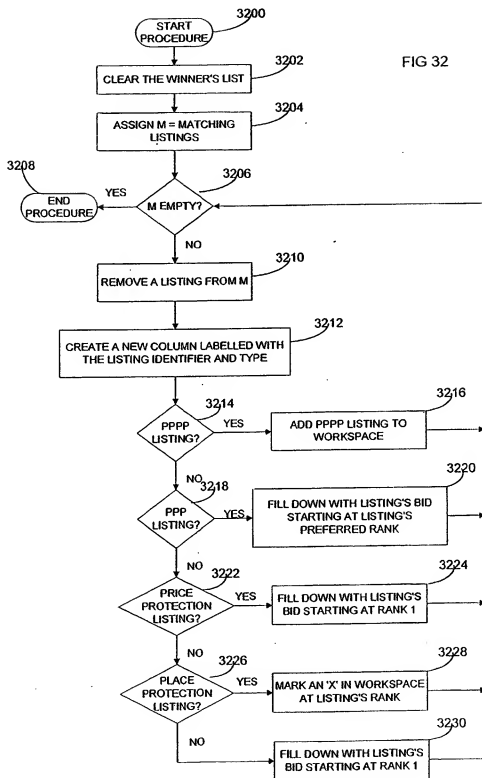 3200
START
PROCEDURE
3202
CLEAR THE WINNER'S LIST
FIG 32
3204
ASSIGN M = MATCHING
LISTINGS
3208
3206
END
PROCEDURE
YES
M EMPTY?
NO
3210
REMOVE A LISTING FROM M
3212
CREATE A NEW COLUMN LABELLED WITH
THE LISTING IDENTIFIER AND TYPE
3214
PPPP
LISTING?
YES
3216
ADD PPPP LISTING TO
WORKSPACE
NO
3218
PPP
LISTING?
YES
3220
FILL DOWN WITH LISTING'S BID
STARTING AT LISTING'S
PREFERRED RANK
NO
3222
PRICE
PROTECTION
LISTING?
YES
3224
FILL DOWN WITH LISTING'S
BID STARTING AT RANK 1
NO
3226
PLACE
PROTECTION
LISTING?
YES
3228
MARK AN 'X' IN WORKSPACE
AT LISTING'S RANK
NO
3230
FILL DOWN WITH LISTING'S
BID STARTING AT RANK 1